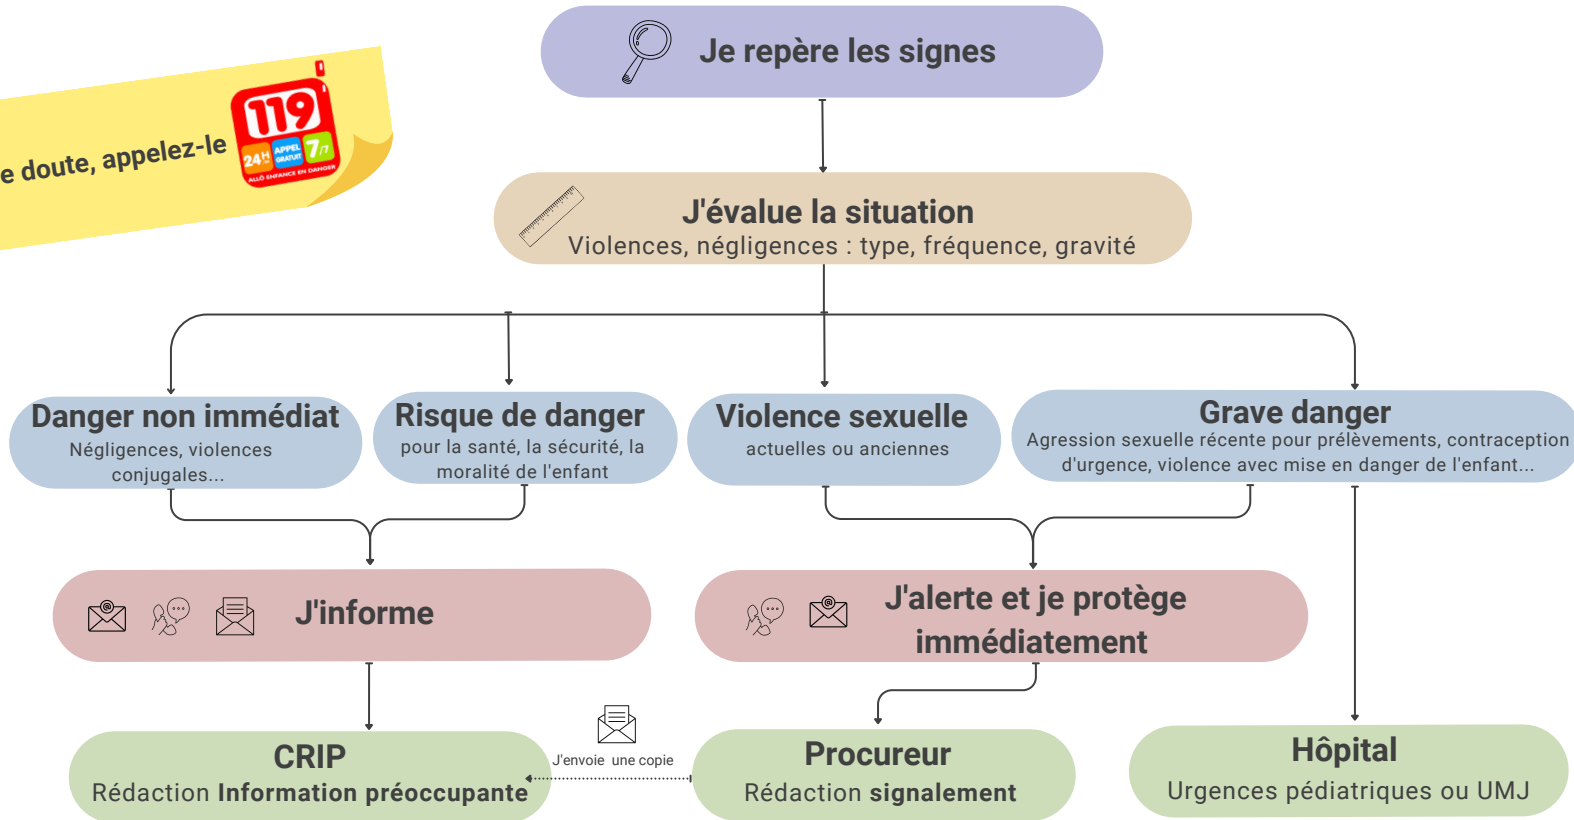 Je repère les signes
e doute, appelez-le
119
24H
APPEL
GRATUIT
7/7
ALLÔ ENFANCE EN DANGER
J'évalue la situation
Violences, négligences : type, fréquence, gravité
Danger non immédiat
Négligences, violences
conjugales...
Risque de danger
pour la santé, la sécurité, la
moralité de l'enfant
Violence sexuelle
actuelles ou anciennes
Grave danger
Agression sexuelle récente pour prélèvements, contraception
d'urgence, violence avec mise en danger de l'enfant...
J'informe
J'alerte et je protège
immédiatement
CRIP
Rédaction Information préoccupante
J'envoie une copie
Procureur
Rédaction signalement
Hôpital
Urgences pédiatriques ou UMJ